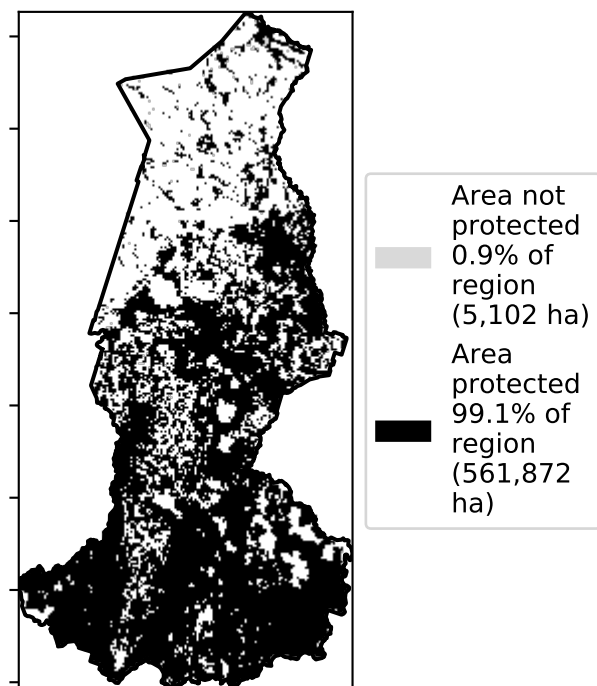 Area not
protected
0.9% of
region
(5,102 ha)
Area
protected
99.1% of
region
(561,872
ha)